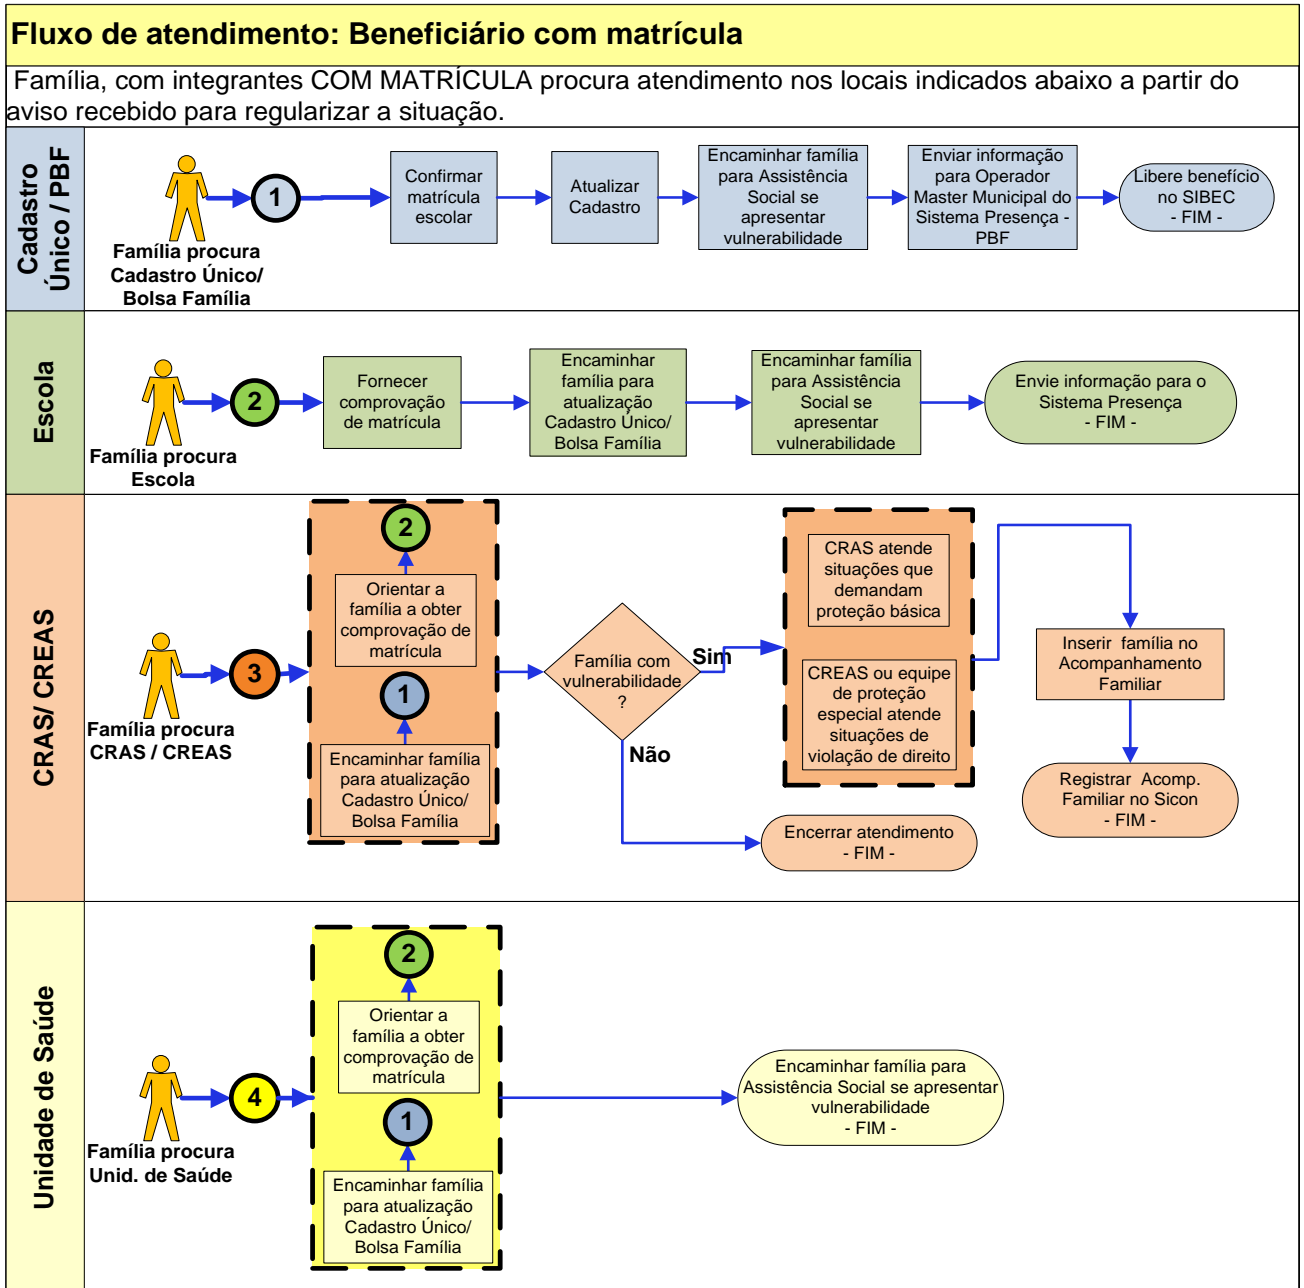 Fluxo de atendimento: Beneficiário com matrícula
Família, com integrantes COM MATRÍCULA procura atendimento nos locais indicados abaixo a partir do
aviso recebido para regularizar a situação.
Cadastro
Único / PBF
Família procura
Cadastro Único/
Bolsa Família
1
Confirmar
matrícula
escolar
Atualizar
Cadastro
Encaminhar família
para Assistência
Social se
apresentar
vulnerabilidade
Enviar informação
para Operador
Master Municipal do
Sistema Presença -
PBF
Libere benefício
no SIBEC
- FIM -
Escola
Família procura
Escola
2
Fornecer
comprovação
de matrícula
Encaminhar
família para
atualização
Cadastro Único/
Bolsa Família
Encaminhar família
para Assistência
Social se
apresentar
vulnerabilidade
Envie informação para o
Sistema Presença
- FIM -
CRAS/ CREAS
Família procura
CRAS / CREAS
3
2
Orientar a
família a obter
comprovação de
matrícula
1
Encaminhar família
para atualização
Cadastro Único/
Bolsa Família
Família com
vulnerabilidade
?
Sim
Não
CRAS atende
situações que
demandam
proteção básica
CREAS ou equipe
de proteção
especial atende
situações de
violação de direito
Inserir família no
Acompanhamento
Familiar
Registrar Acomp.
Familiar no Sicon
- FIM -
Encerrar atendimento
- FIM -
Unidade de Saúde
Família procura
Unid. de Saúde
4
2
Orientar a
família a obter
comprovação de
matrícula
1
Encaminhar família
para atualização
Cadastro Único/
Bolsa Família
Encaminhar família para
Assistência Social se apresentar
vulnerabilidade
- FIM -